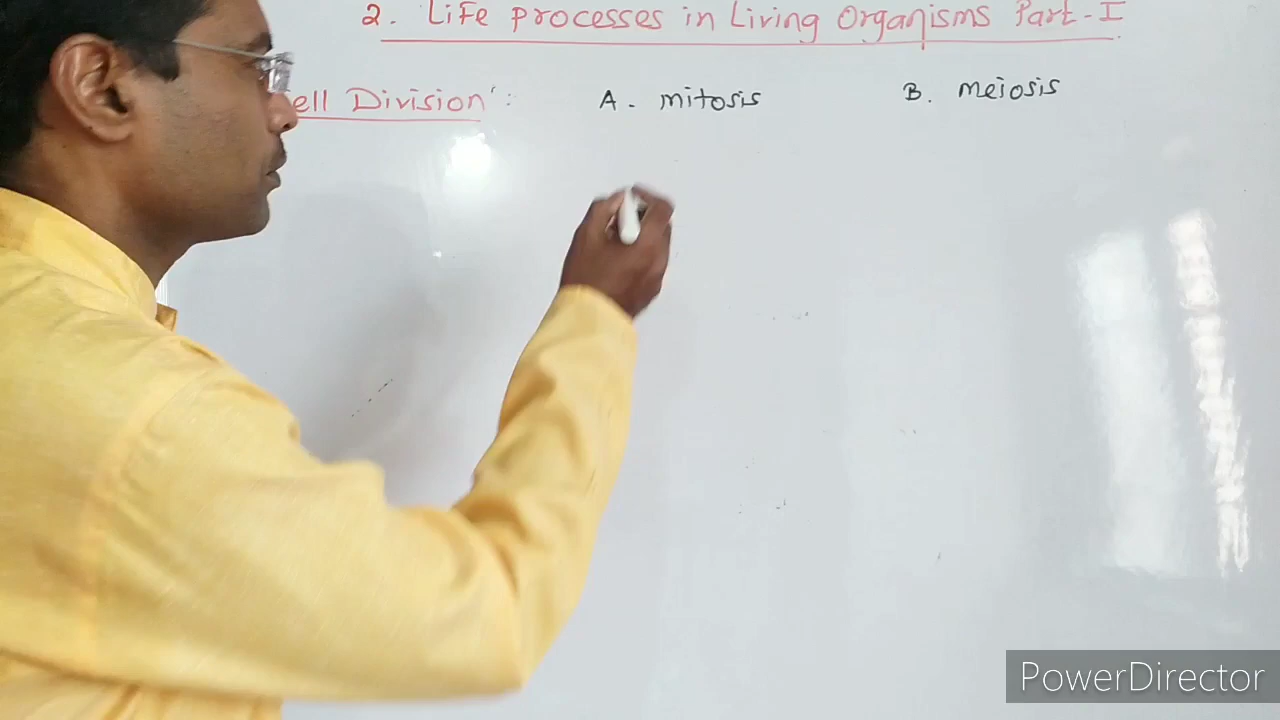 2. Life processes in Living Organisms Part-I
ell Division': A. mitosis B. meiosis
PowerDirector